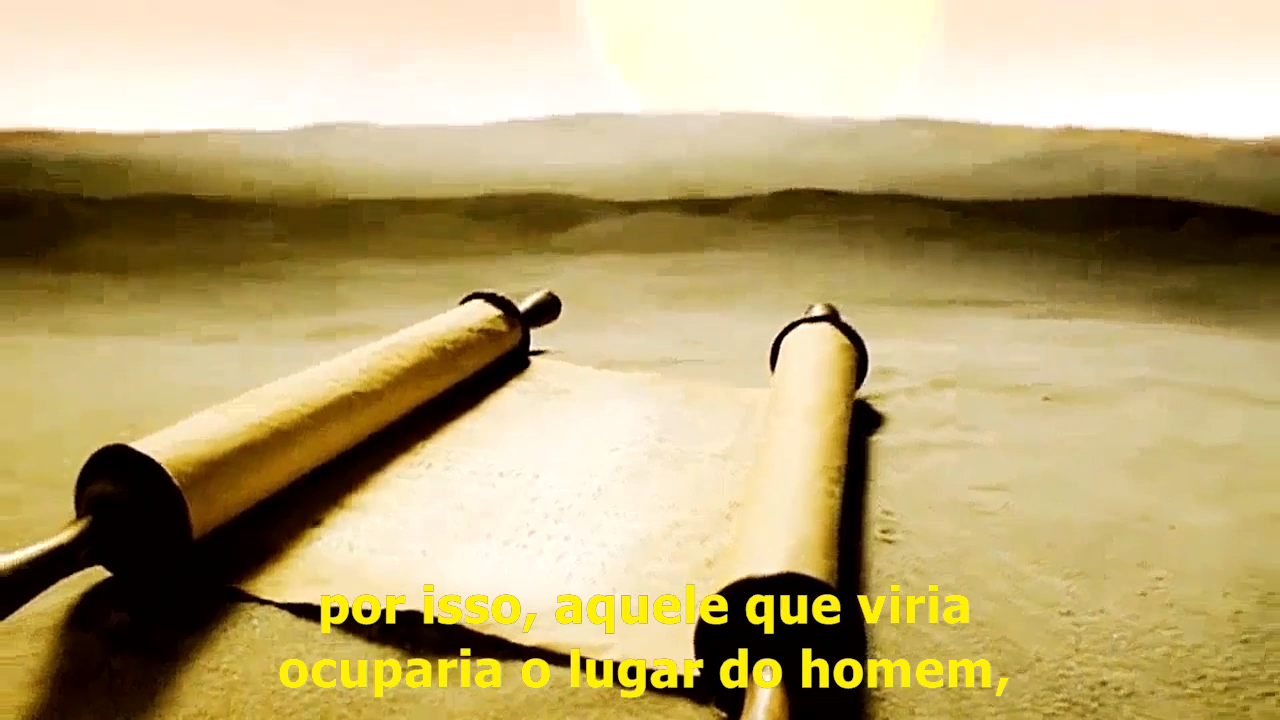 por isso, aquele que viria
ocuparia o lugar do homem,